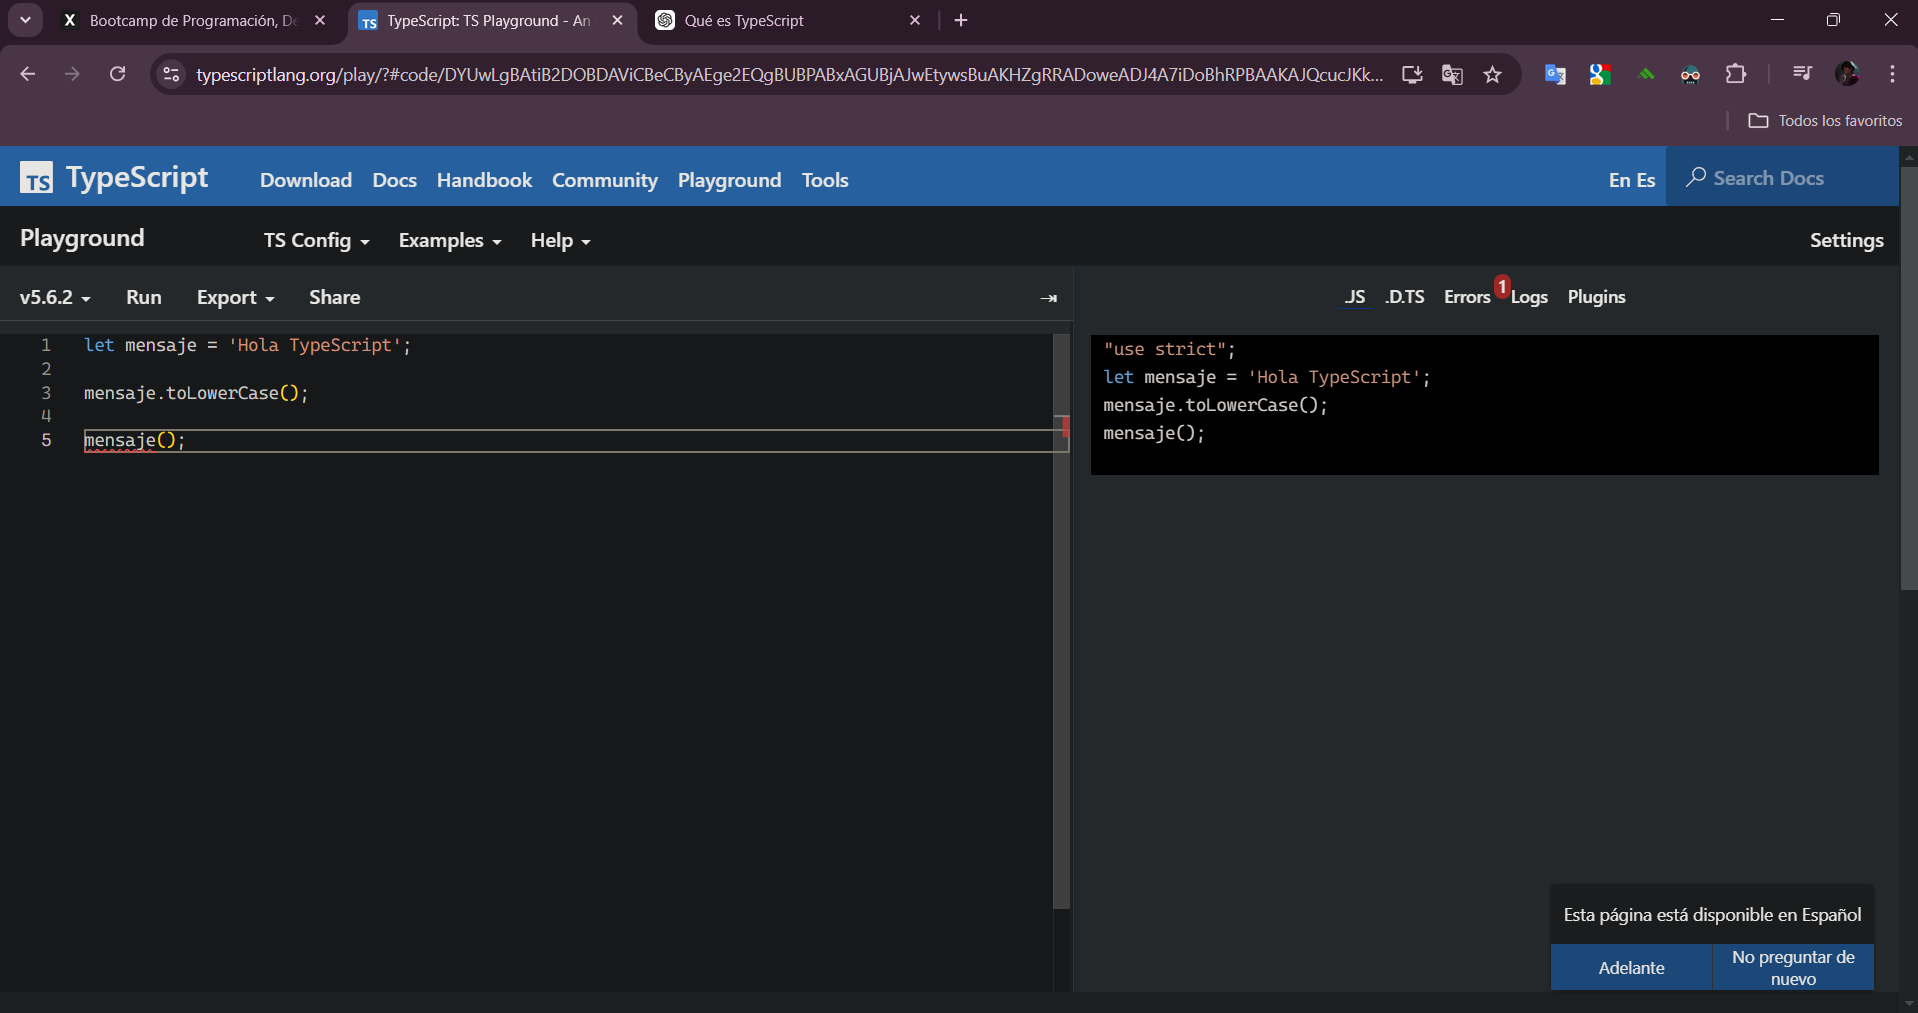 Bootcamp de Programación, De
TypeScript: TS Playground - An
Qué es TypeScript
typescriptlang.org/play/?#code/DYUwLgBAtiB2DOBDAViCBeCByAEge2EQgBUBPABxAGUBjAJwEtywsBuAKHZgRRADoweADJ4A7iDoBhRPBAAKAJQcucJKk...
Todos los favoritos
TS TypeScript
Download Docs Handbook Community Playground Tools
En Es
Search Docs
Playground
TS Config Examples Help
Settings
v5.6.2 Run Export Share
.JS .D.TS Errors 1 Logs Plugins
1 let mensaje = 'Hola TypeScript';
2
3 mensaje.toLowerCase();
4
5 mensaje();
"use strict";
let mensaje = 'Hola TypeScript';
mensaje.toLowerCase();
mensaje();
Esta página está disponible en Español
Adelante
No preguntar de
nuevo